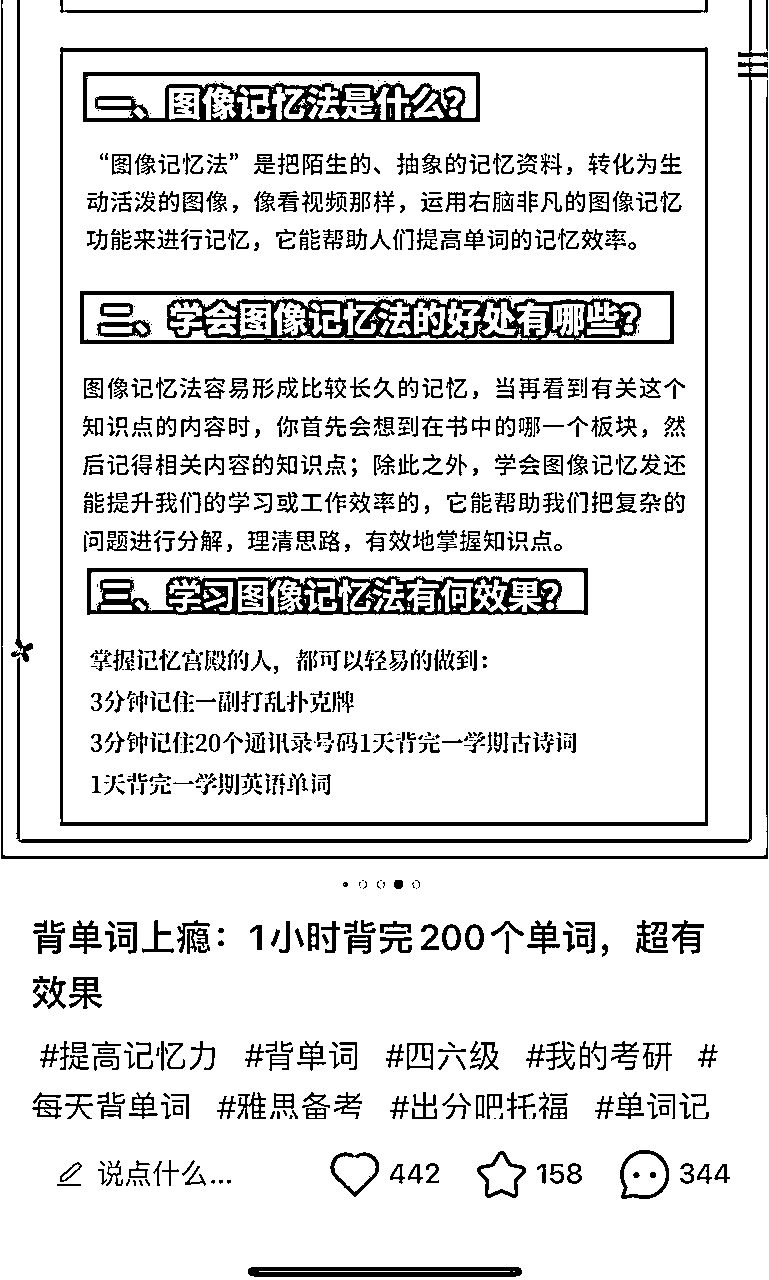 一、图像记忆法是什么?
“图像记忆法”是把陌生的、抽象的记忆资料，转化为生
动活泼的图像，像看视频那样，运用右脑非凡的图像记忆
功能来进行记忆，它能帮助人们提高单词的记忆效率。
二、学会图像记忆法的好处有哪些?
图像记忆法容易形成比较长久的记忆，当再看到有关这个
知识点的内容时，你首先会想到在书中的哪一个板块，然
后记得相关内容的知识点；除此之外，学会图像记忆发还
能提升我们的学习或工作效率的，它能帮助我们把复杂的
问题进行分解，理清思路，有效地掌握知识点。
三、学习图像记忆法有何效果?
掌握记忆宫殿的人，都可以轻易的做到：
3分钟记住一副打乱扑克牌
3分钟记住20个通讯录号码1天背完一学期古诗词
1天背完一学期英语单词
背单词上瘾：1小时背完200个单词，超有
效果
#提高记忆力 #背单词 #四六级 #我的考研 #
每天背单词 #雅思备考 #出分吧托福 #单词记
说点什么... 442 158 344